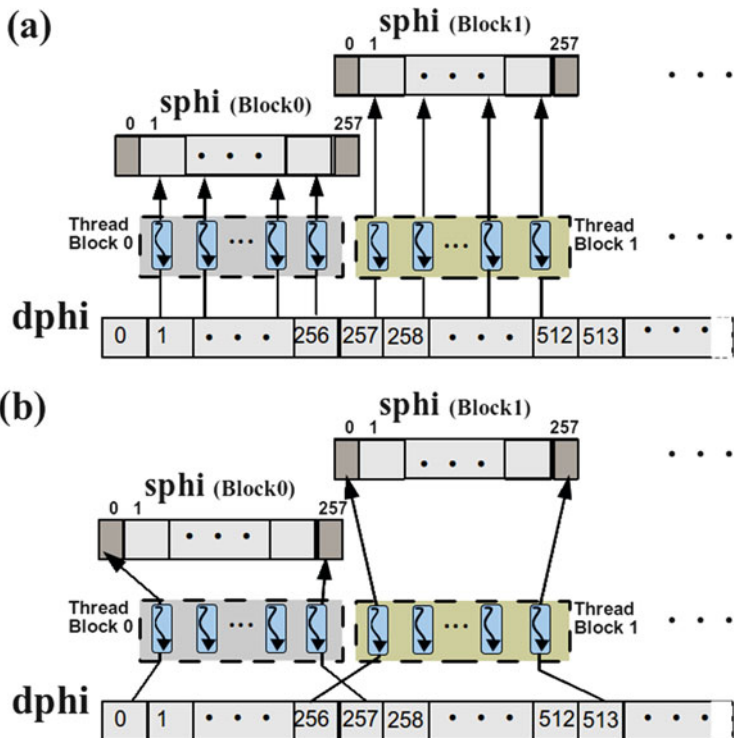 (a)
sphi (Block1)
0 1 257
• • •
• • •
sphi (Block0)
0 1 257
• • •
Thread Block 0
...
...
Thread Block 1
• • •
dphi
0 1 • • • 256 257 258 • • • 512 513 • • •
(b)
sphi (Block1)
0 1 257
• • •
• • •
sphi (Block0)
0 1 257
• • •
Thread Block 0
...
...
Thread Block 1
• • •
dphi
0 1 • • • 256 257 258 • • • 512 513 • • •